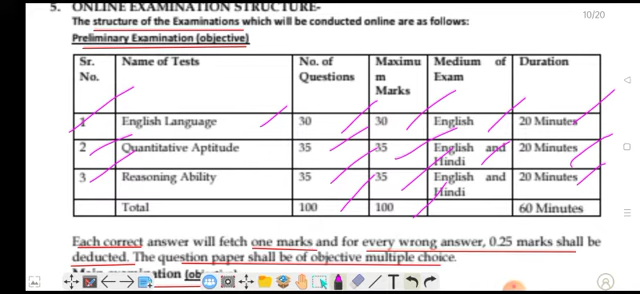 5. ONLINE EXAMINATION STRUCTURE-
10/20
The structure of the Examinations which will be conducted online are as follows:
Preliminary Examination (objective)
Sr. No. Name of Tests No. of Questions Maximu m Marks Medium of Exam Duration
1 English Language 30 30 English 20 Minutes
2 Quantitative Aptitude 35 35 English and Hindi 20 Minutes
3 Reasoning Ability 35 35 English and Hindi 20 Minutes
Total 100 100 60 Minutes
Each correct answer will fetch one marks and for every wrong answer, 0.25 marks shall be
deducted. The question paper shall be of objective multiple choice.